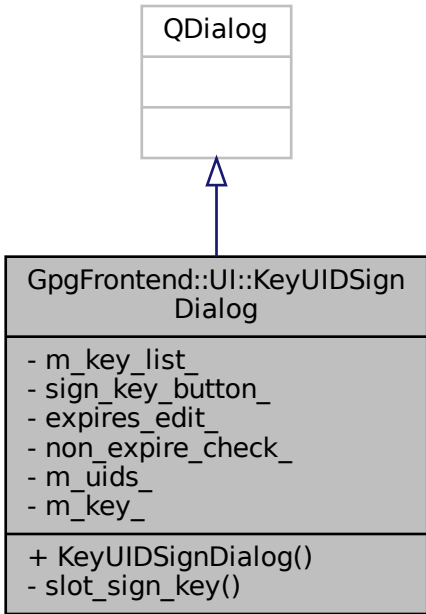 QDialog
GpgFrontend::UI::KeyUIDSign
Dialog
- m_key_list_
- sign_key_button_
- expires_edit_
- non_expire_check_
- m_uids_
- m_key_
+ KeyUIDSignDialog()
- slot_sign_key()